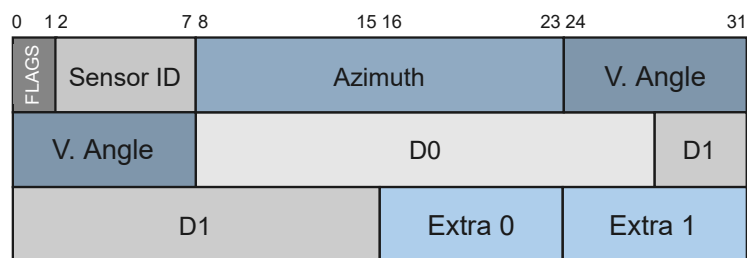 0 1 2 7 8 15 16 23 24 31
FLAGS Sensor ID Azimuth V. Angle
V. Angle D0 D1
D1 Extra 0 Extra 1